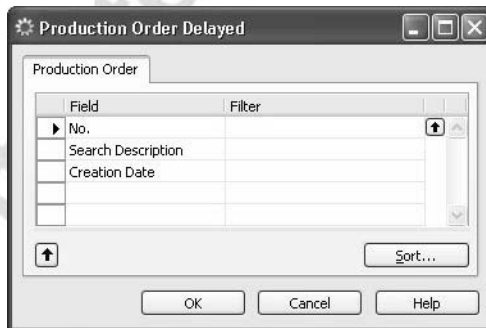 Production Order Delayed
Production Order
Field Filter
No.
Search Description
Creation Date
Sort...
OK Cancel Help